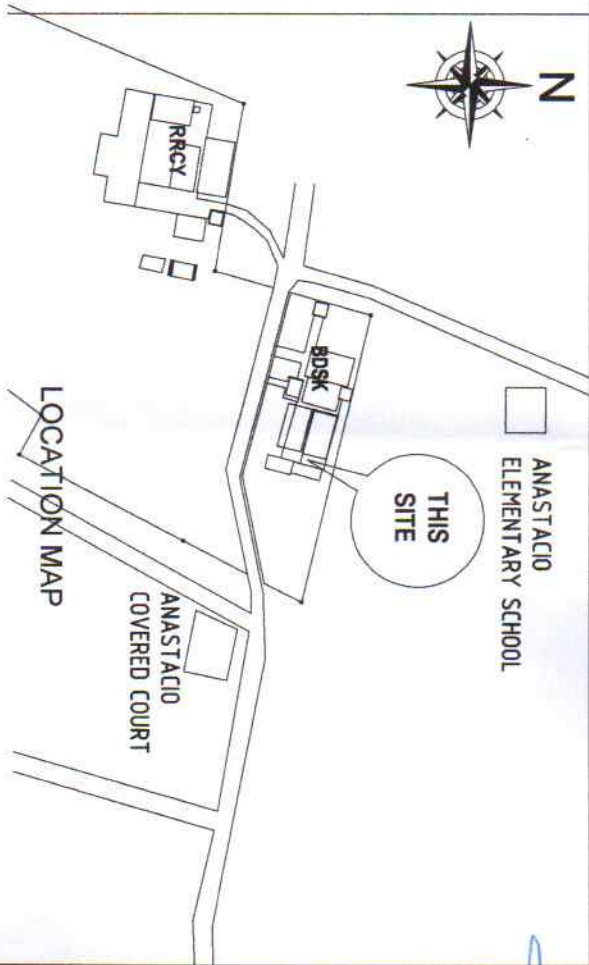 N
RRCY
BDSK
THIS
SITE
ANASTACIO
ELEMENTARY SCHOOL
ANASTACIO
COVERED COURT
LOCATION MAP